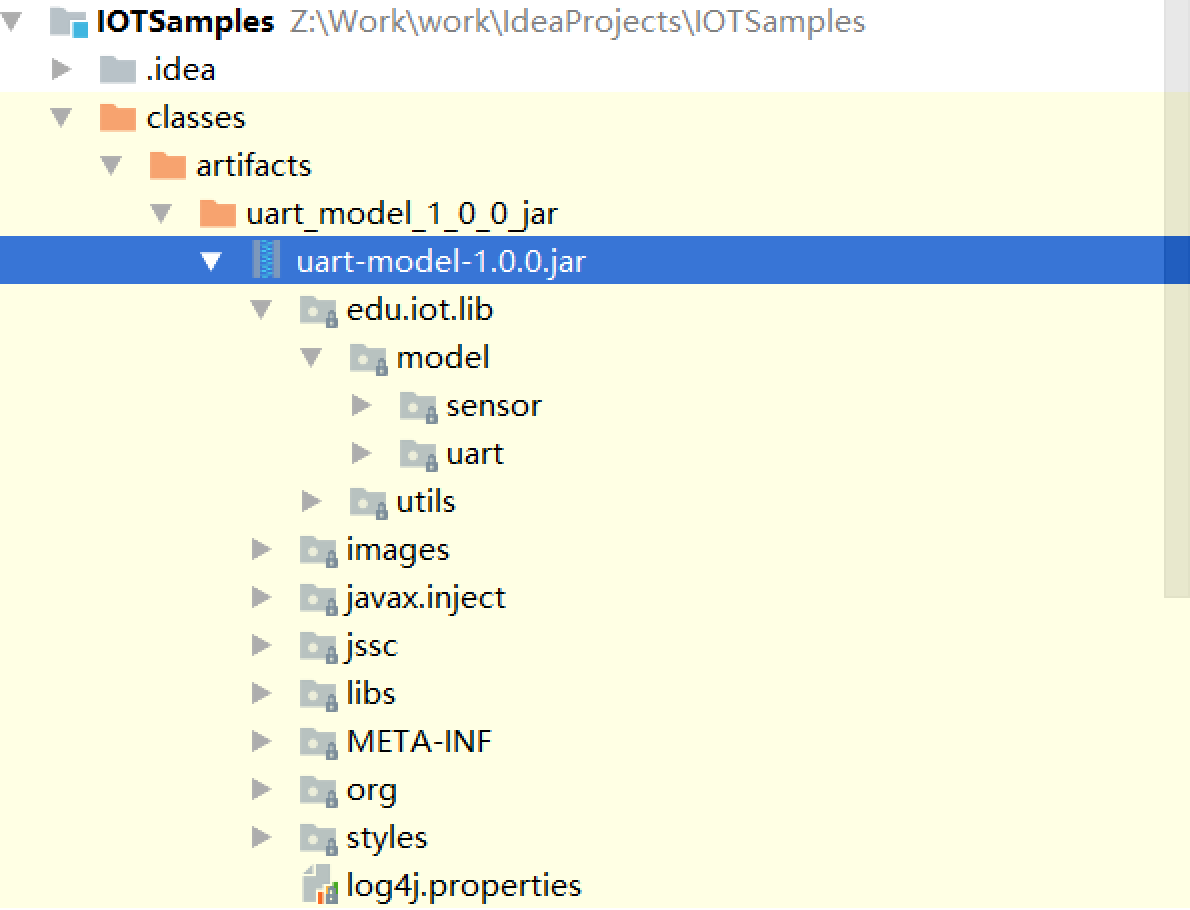 IOTSamples Z:\Work\work\IdeaProjects\IOTSamples
.idea
classes
artifacts
uart_model_1_0_0_jar
uart-model-1.0.0.jar
edu.iot.lib
model
sensor
uart
utils
images
javax.inject
jssc
libs
META-INF
org
styles
log4j.properties